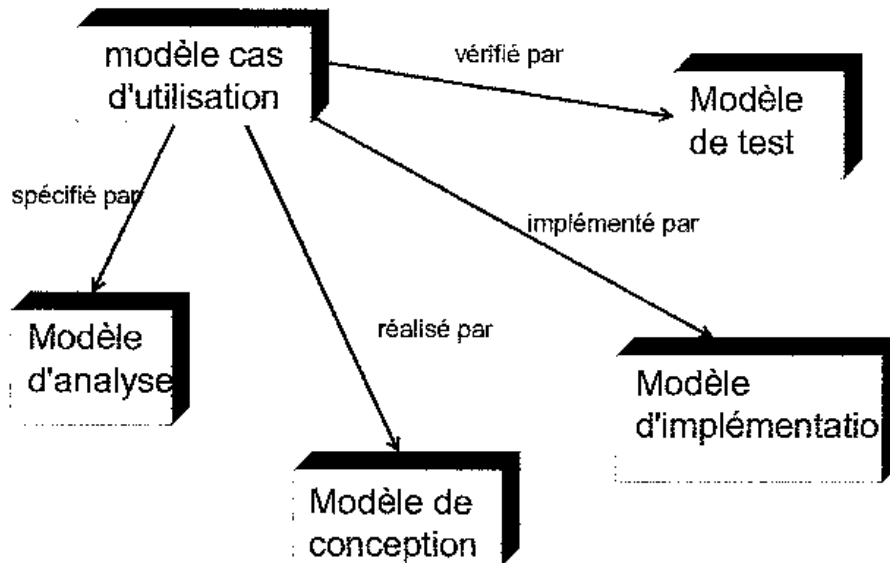 modèle cas
d'utilisation
vérifié par
Modèle
de test
spécifié par
implémenté par
Modèle
d'analyse
réalisé par
Modèle
d'implémentatio
Modèle de
conception